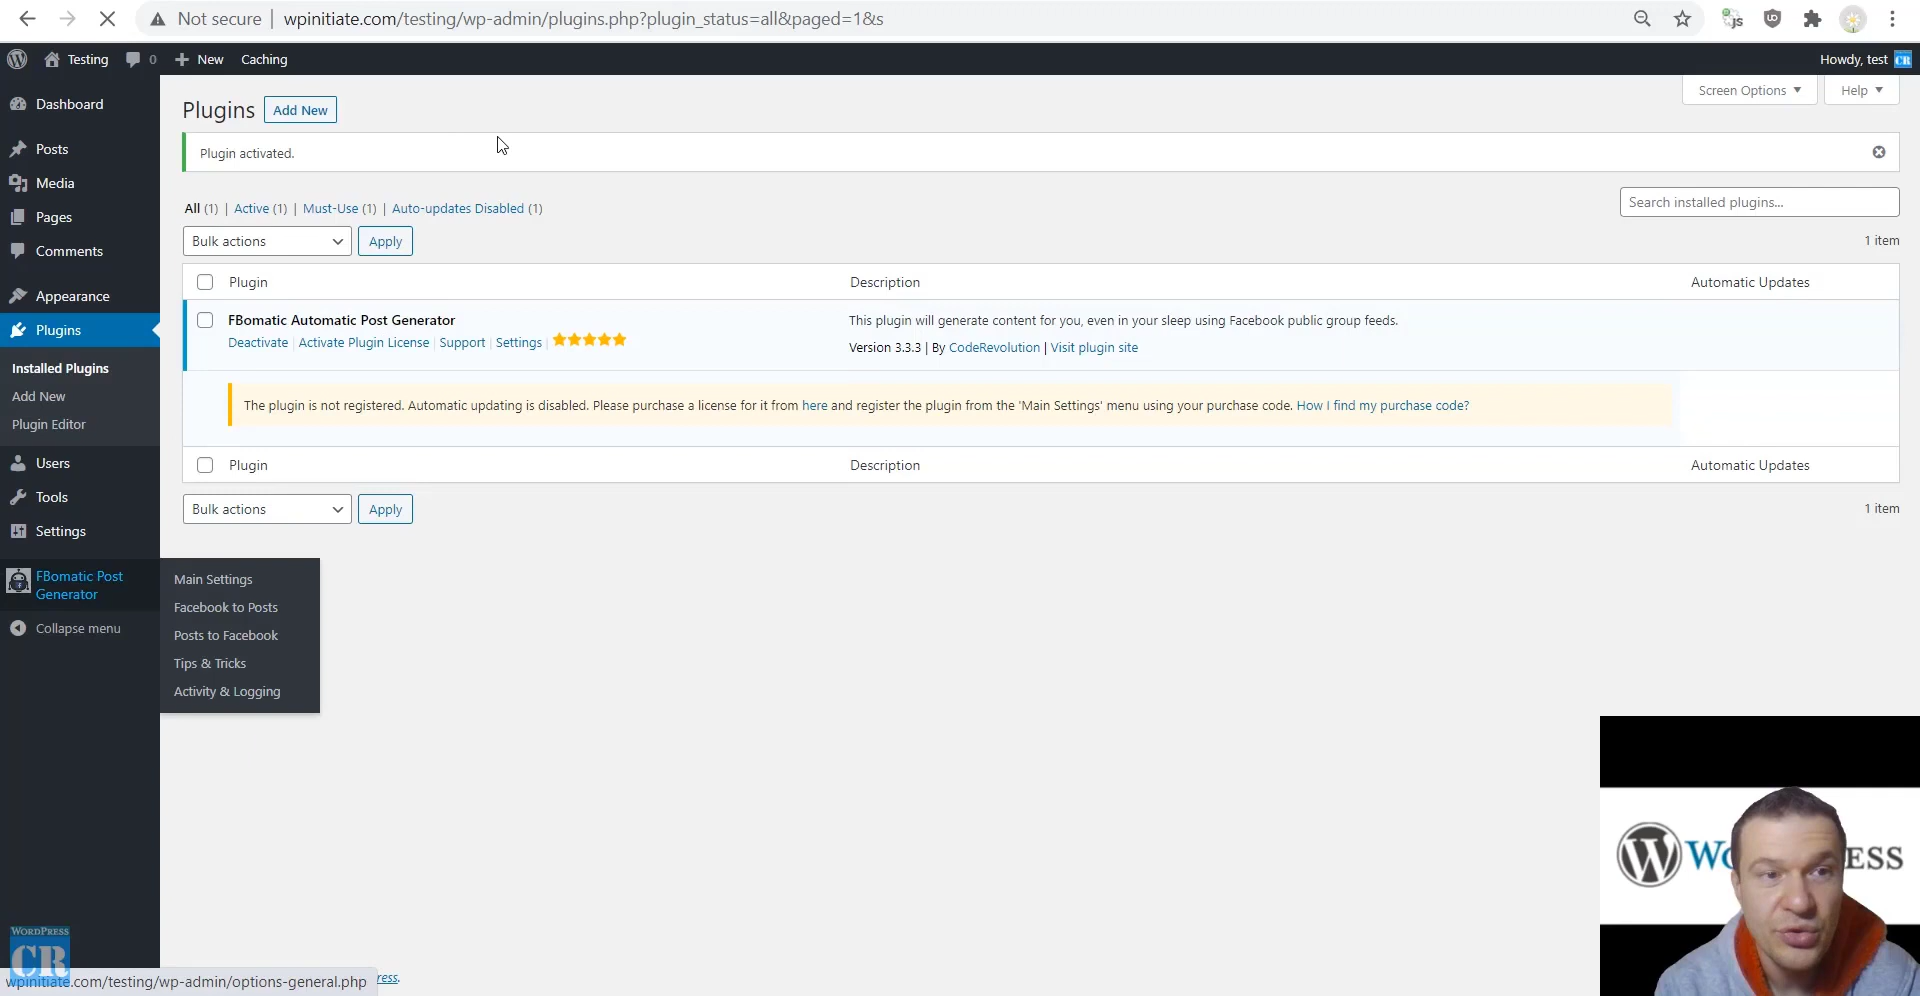 Not secure
wpinitiate.com/testing/wp-admin/plugins.php?plugin_status=all&paged=1&s
Testing
0
New
Caching
Howdy, test
Dashboard
Posts
Media
Pages
Comments
Appearance
Plugins
Installed Plugins
Add New
Plugin Editor
Users
Tools
Settings
FBomatic Post
Generator
Collapse menu
Main Settings
Facebook to Posts
Posts to Facebook
Tips & Tricks
Activity & Logging
Plugins
Add New
Screen Options
Help
Plugin activated.
All (1) | Active (1) | Must-Use (1) | Auto-updates Disabled (1)
Search installed plugins...
Bulk actions
Apply
1 item
Plugin
Description
Automatic Updates
FBomatic Automatic Post Generator
This plugin will generate content for you, even in your sleep using Facebook public group feeds.
Deactivate | Activate Plugin License | Support | Settings
Version 3.3.3 | By CodeRevolution | Visit plugin site
The plugin is not registered. Automatic updating is disabled. Please purchase a license for it from here and register the plugin from the 'Main Settings' menu using your purchase code. How I find my purchase code?
Plugin
Description
Automatic Updates
Bulk actions
Apply
1 item
WORDPRESS
CR
wpinitiate.com/testing/wp-admin/options-general.php
ress.